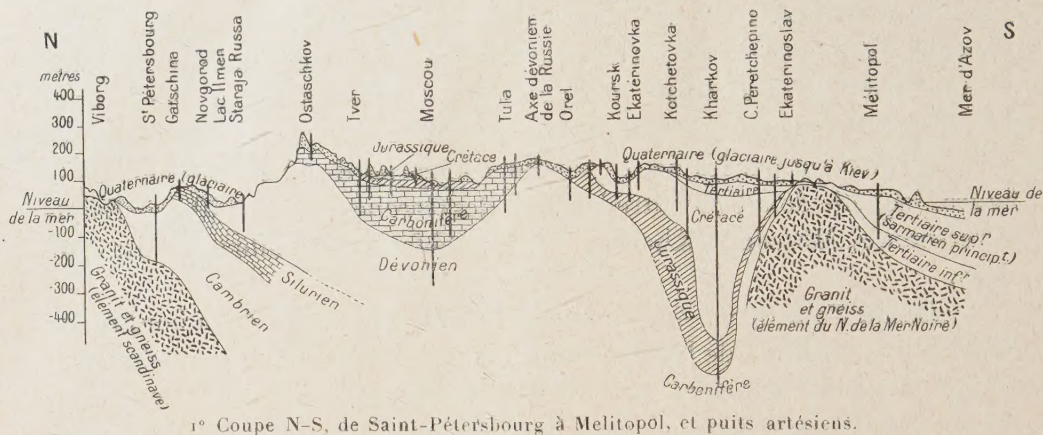 N
S
mètres
400
300
200
100
Niveau
de la mer
-100
-200
-300
-400
Viborg
St Pétersbourg
Gatschina
Novgorod
Lac Ilmen
Staraja Russa
Ostaschkov
Tver
Moscou
Tula
Axe dévonien
de la Russie
Orel
Koursk
Ekatérinovka
Kotchetovka
Kharkov
C. Peretchepino
Ekaterinoslav
Mélitopol
Mer d'Azov
Quaternaire (glaciaire)
Jurassique
Crétacé
Quaternaire (glaciaire jusqu'à Kiev)
Niveau de
la mer
Tertiaire
Crétacé
Carbonifère
Dévonien
Jurassique
Carbonifère
Silurien
Cambrien
Granit et gneiss
(élément scandinave)
Tertiaire supr
(sarmatien principt.)
Tertiaire infr
Granit
et gneiss
(élément du N. de la Mer Noire)
1° Coupe N-S, de Saint-Pétersbourg à Melitopol, et puits artésiens.